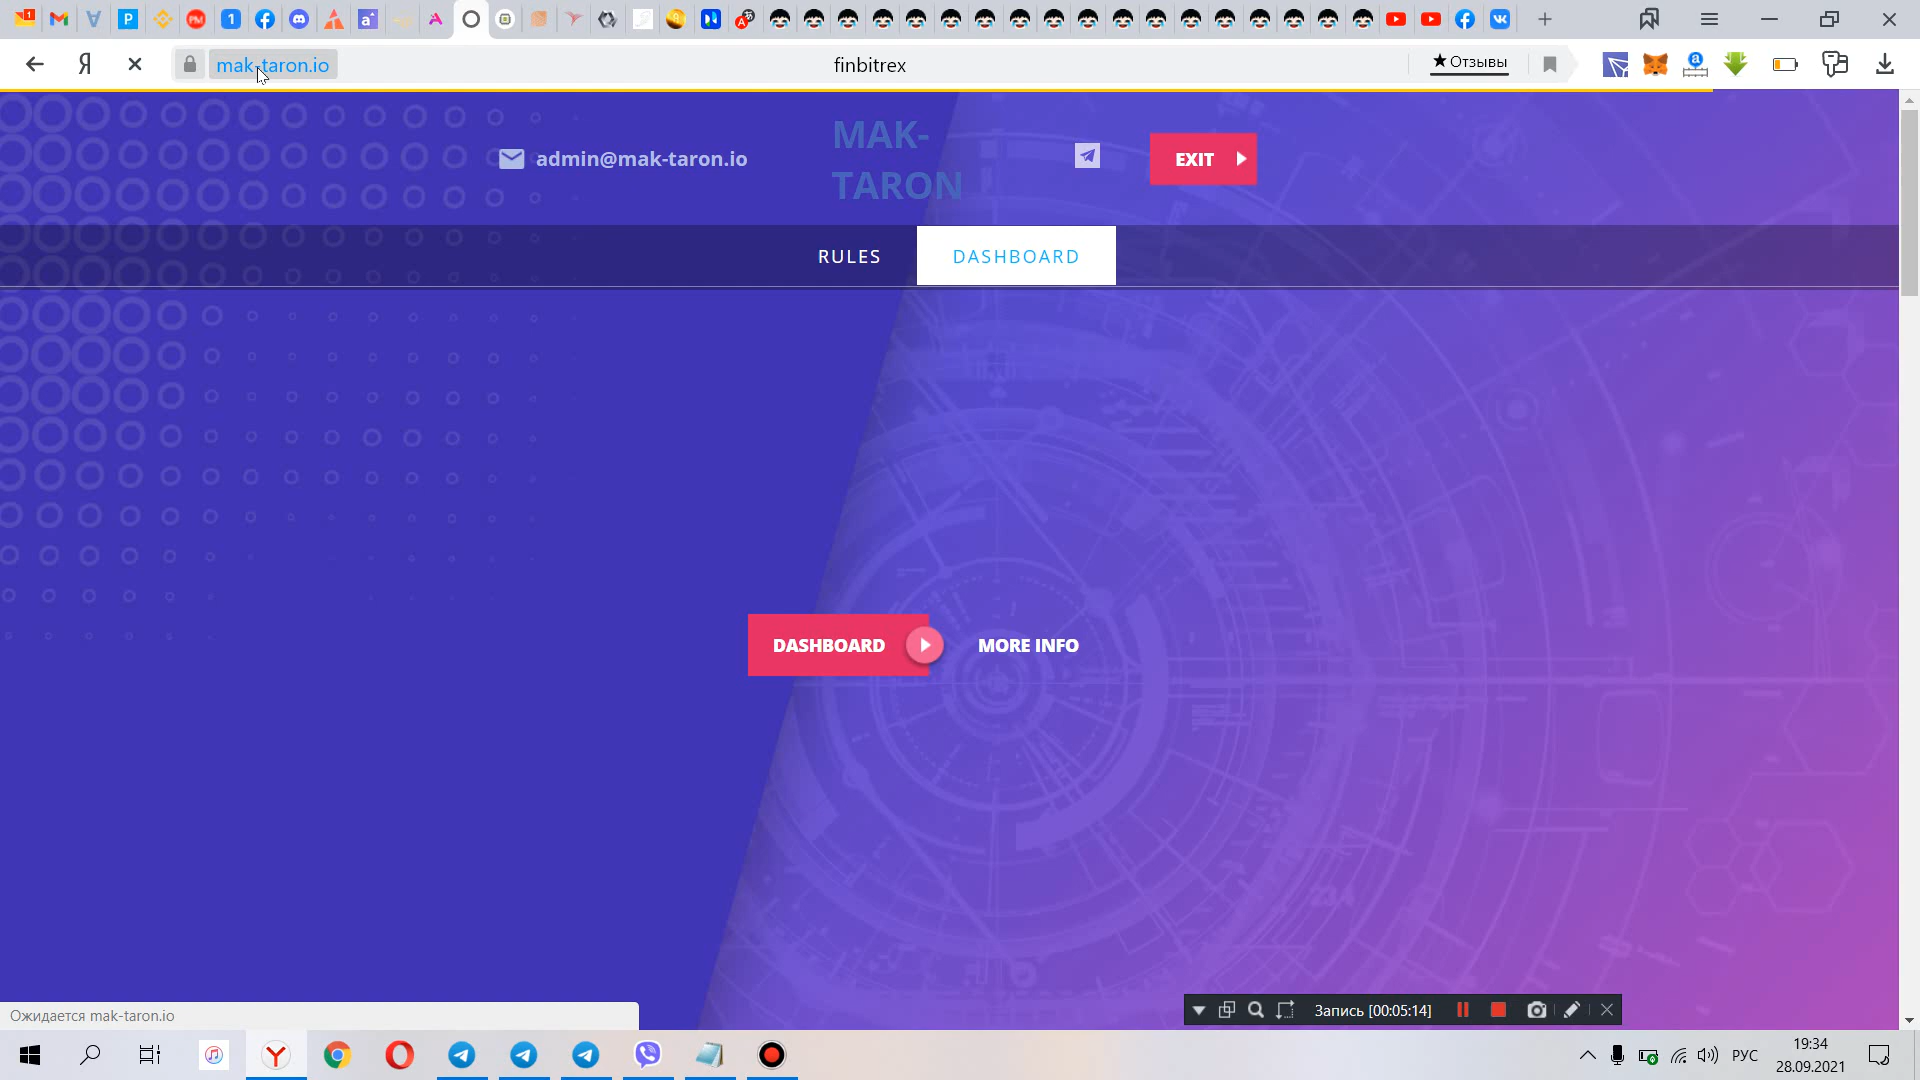 mak-taron.io
finbitrex
★ Отзывы
admin@mak-taron.io
MAK-
TARON
EXIT
RULES
DASHBOARD
DASHBOARD
MORE INFO
Ожидается mak-taron.io
Запись [00:05:14]
РУС
19:34
28.09.2021